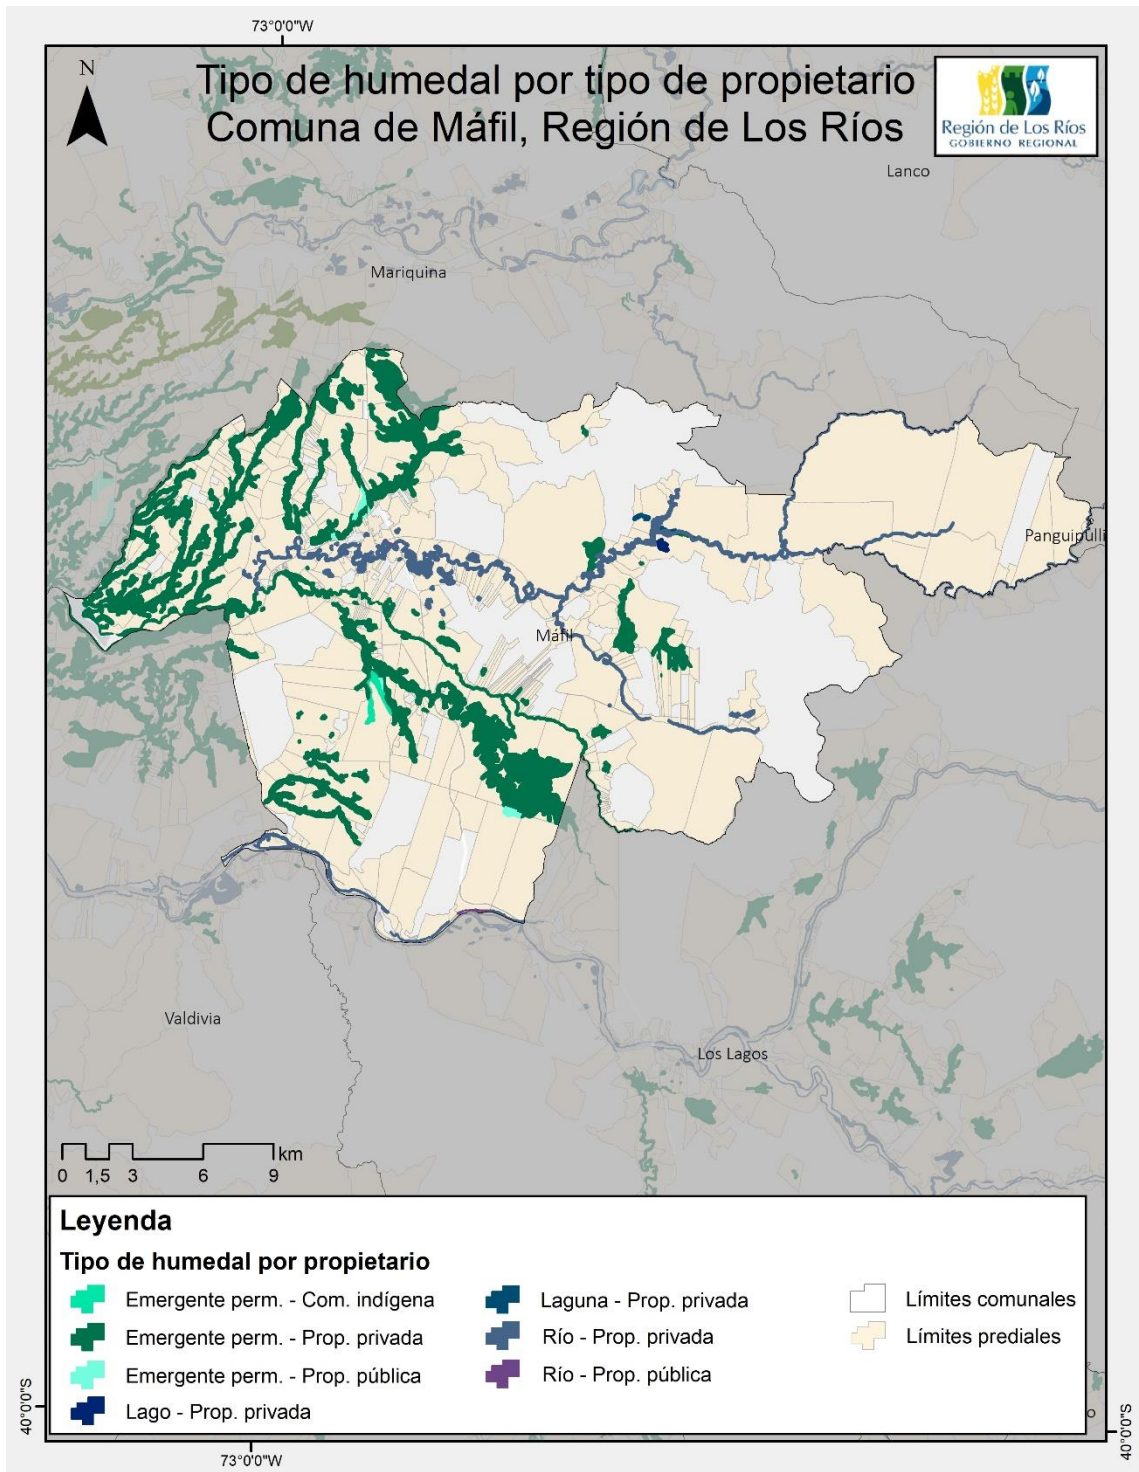 73°0'0"W
N
Tipo de humedal por tipo de propietario
Comuna de Máfil, Región de Los Ríos
Región de Los Ríos
GOBIERNO REGIONAL
Lanco
Mariquina
Panguipulli
Máfil
Valdivia
Los Lagos
km
0 1,5 3 6 9
Leyenda
Tipo de humedal por propietario
Emergente perm. - Com. indígena
Emergente perm. - Prop. privada
Emergente perm. - Prop. pública
Lago - Prop. privada
Laguna - Prop. privada
Río - Prop. privada
Río - Prop. pública
Límites comunales
Límites prediales
o
40°0'0"S
40°0'0"S
73°0'0"W